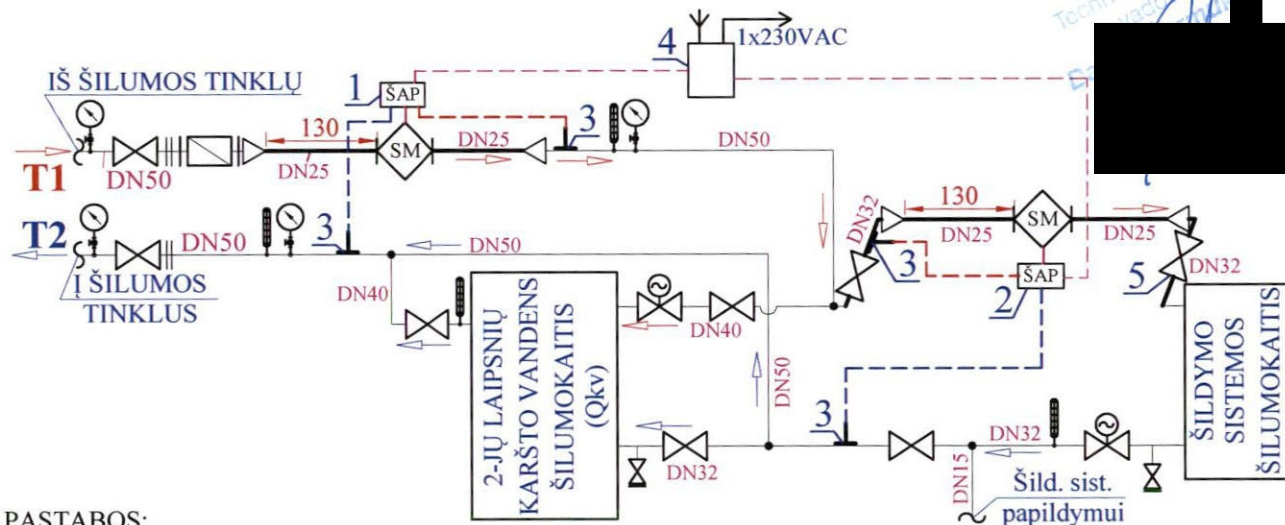 Techn
4
1x230VAC
IŠ ŠILUMOS TINKLŲ
1
ŠAP
3
130
SM
DN25
DN50
T1
DN50
DN25
130
DN32
SM
DN25
DN25
T2
DN50
3
DN50
3
ŠAP
2
5
DN32
Į ŠILUMOS
TINKLUS
DN40
DN40
2-JŲ LAIPSNIŲ
KARŠTO VANDENS
ŠILUMOKAITIS
(Qkv)
DN50
ŠILDYMO
SISTEMOS
ŠILUMOKAITIS
3
DN32
DN32
DN15
Šild. sist.
papildymui
PASTABOS: